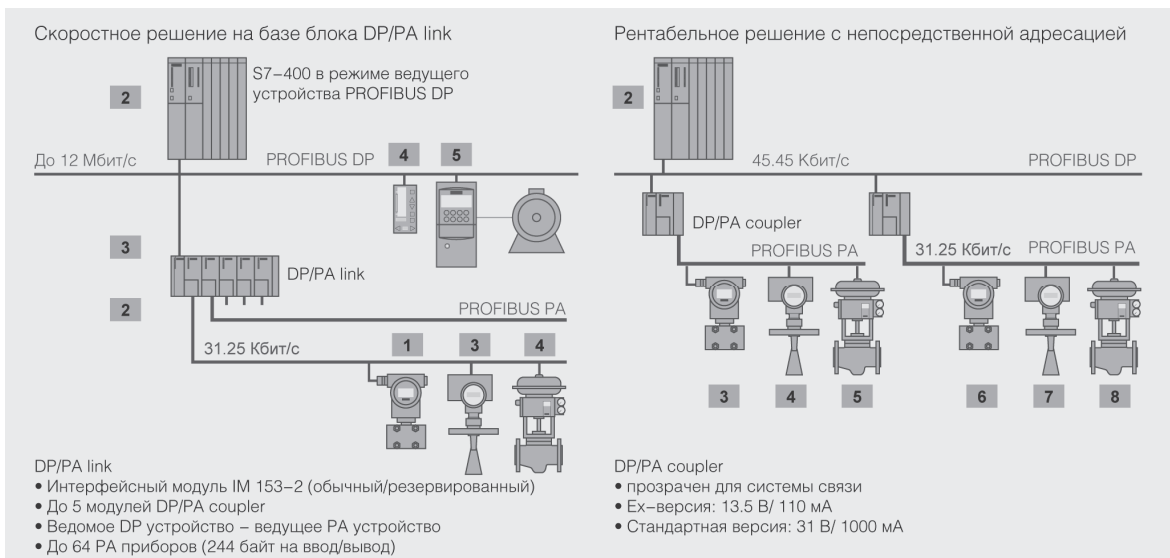 Скоростное решение на базе блока DP/PA link
2
S7–400 в режиме ведущего
устройства PROFIBUS DP
До 12 Мбит/с
PROFIBUS DP
4
5
3
DP/PA link
2
PROFIBUS PA
31.25 Кбит/с
1
3
4
DP/PA link
• Интерфейсный модуль IM 153–2 (обычный/резервированный)
• До 5 модулей DP/PA coupler
• Ведомое DP устройство – ведущее PA устройство
• До 64 PA приборов (244 байт на ввод/вывод)
Рентабельное решение с непосредственной адресацией
2
45.45 Кбит/с
PROFIBUS DP
DP/PA coupler
PROFIBUS PA
31.25 Кбит/с
PROFIBUS PA
3
4
5
6
7
8
DP/PA coupler
• прозрачен для системы связи
• Ex–версия: 13.5 В/ 110 мА
• Стандартная версия: 31 В/ 1000 мА